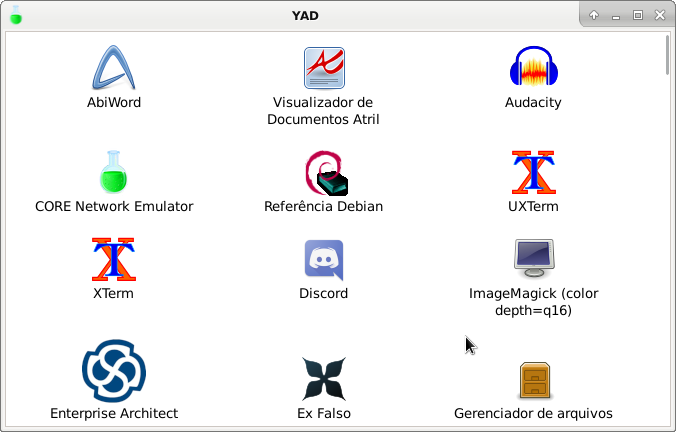 YAD
AbiWord
Visualizador de
Documentos Atril
Audacity
CORE Network Emulator
Referência Debian
UXTerm
XTerm
Discord
ImageMagick (color
depth=q16)
Enterprise Architect
Ex Falso
Gerenciador de arquivos